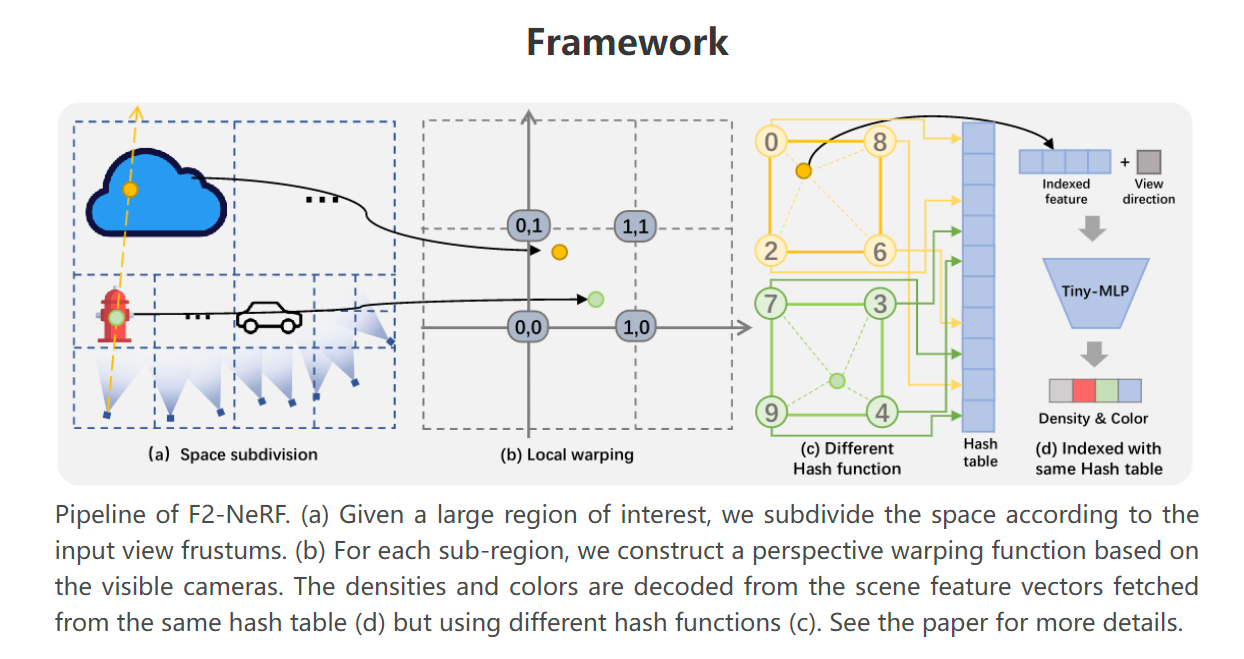 Framework
0,1
1,1
0,0
1,0
0
8
2
6
7
3
9
4
Indexed
feature
+
View
direction
Tiny-MLP
Density & Color
(a) Space subdivision
(b) Local warping
(c) Different
Hash function
Hash
table
(d) Indexed with
same Hash table
Pipeline of F2-NeRF. (a) Given a large region of interest, we subdivide the space according to the
input view frustums. (b) For each sub-region, we construct a perspective warping function based on
the visible cameras. The densities and colors are decoded from the scene feature vectors fetched
from the same hash table (d) but using different hash functions (c). See the paper for more details.